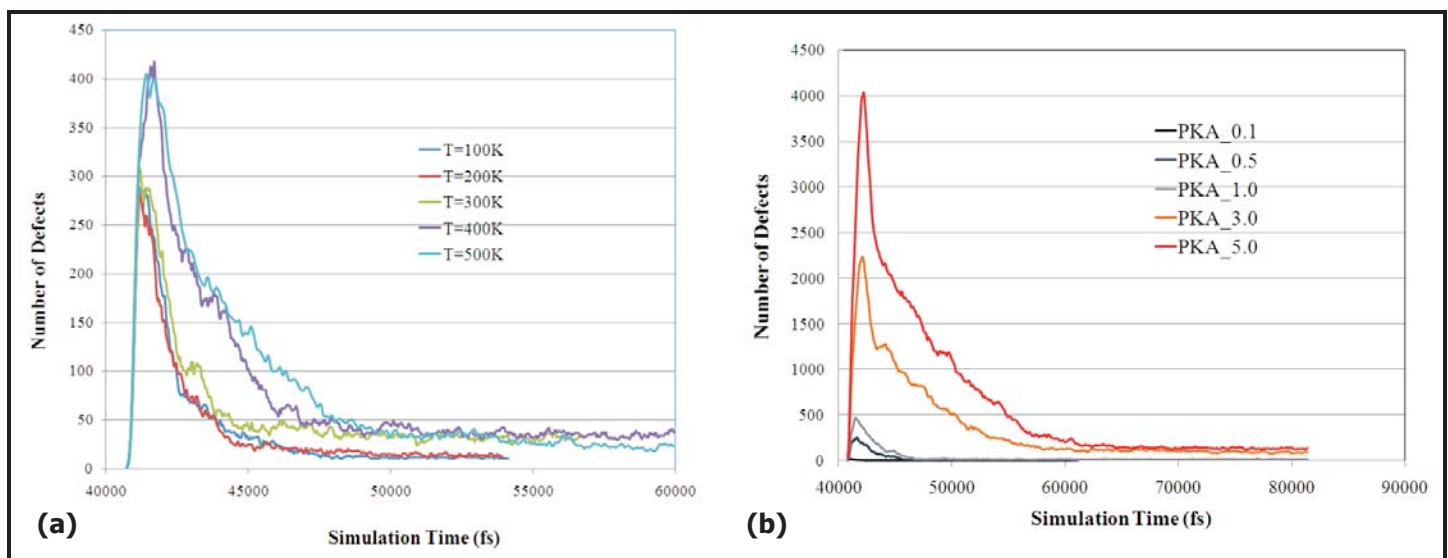 450
400
350
300
250
200
150
100
50
0
Number of Defects
T=100K
T=200K
T=300K
T=400K
T=500K
40000 45000 50000 55000 60000
Simulation Time (fs)
(a)
4500
4000
3500
3000
2500
2000
1500
1000
500
0
Number of Defects
PKA_0.1
PKA_0.5
PKA_1.0
PKA_3.0
PKA_5.0
40000 50000 60000 70000 80000 90000
Simulation Time (fs)
(b)